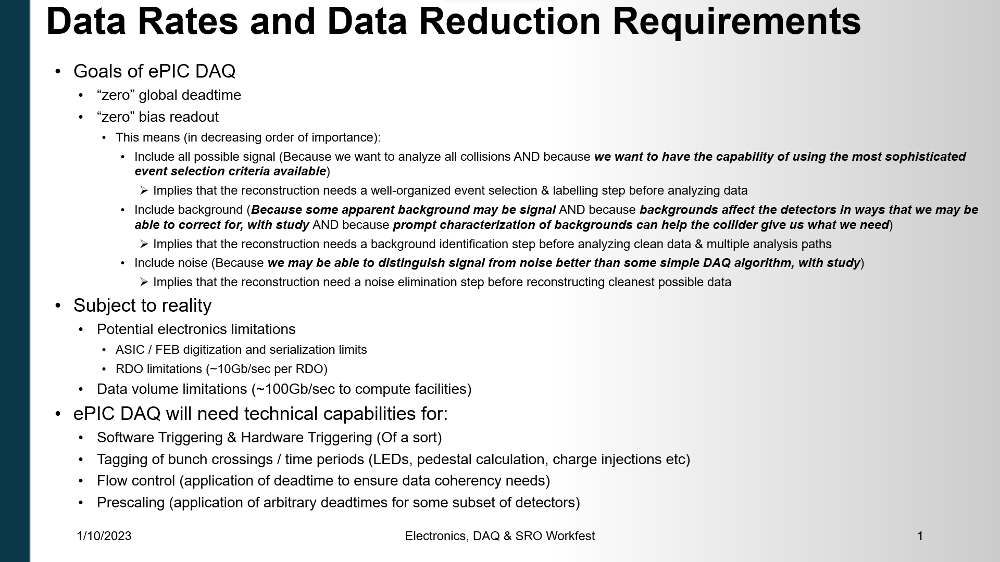 Data Rates and Data Reduction Requirements
• Goals of ePIC DAQ
• “zero” global deadtime
• “zero” bias readout
• This means (in decreasing order of importance):
• Include all possible signal (Because we want to analyze all collisions AND because we want to have the capability of using the most sophisticated
event selection criteria available)
➢ Implies that the reconstruction needs a well-organized event selection & labelling step before analyzing data
• Include background (Because some apparent background may be signal AND because backgrounds affect the detectors in ways that we may be
able to correct for, with study AND because prompt characterization of backgrounds can help the collider give us what we need)
➢ Implies that the reconstruction needs a background identification step before analyzing clean data & multiple analysis paths
• Include noise (Because we may be able to distinguish signal from noise better than some simple DAQ algorithm, with study)
➢ Implies that the reconstruction need a noise elimination step before reconstructing cleanest possible data
• Subject to reality
• Potential electronics limitations
• ASIC / FEB digitization and serialization limits
• RDO limitations (~10Gb/sec per RDO)
• Data volume limitations (~100Gb/sec to compute facilities)
• ePIC DAQ will need technical capabilities for:
• Software Triggering & Hardware Triggering (Of a sort)
• Tagging of bunch crossings / time periods (LEDs, pedestal calculation, charge injections etc)
• Flow control (application of deadtime to ensure data coherency needs)
• Prescaling (application of arbitrary deadtimes for some subset of detectors)
1/10/2023
Electronics, DAQ & SRO Workfest
1